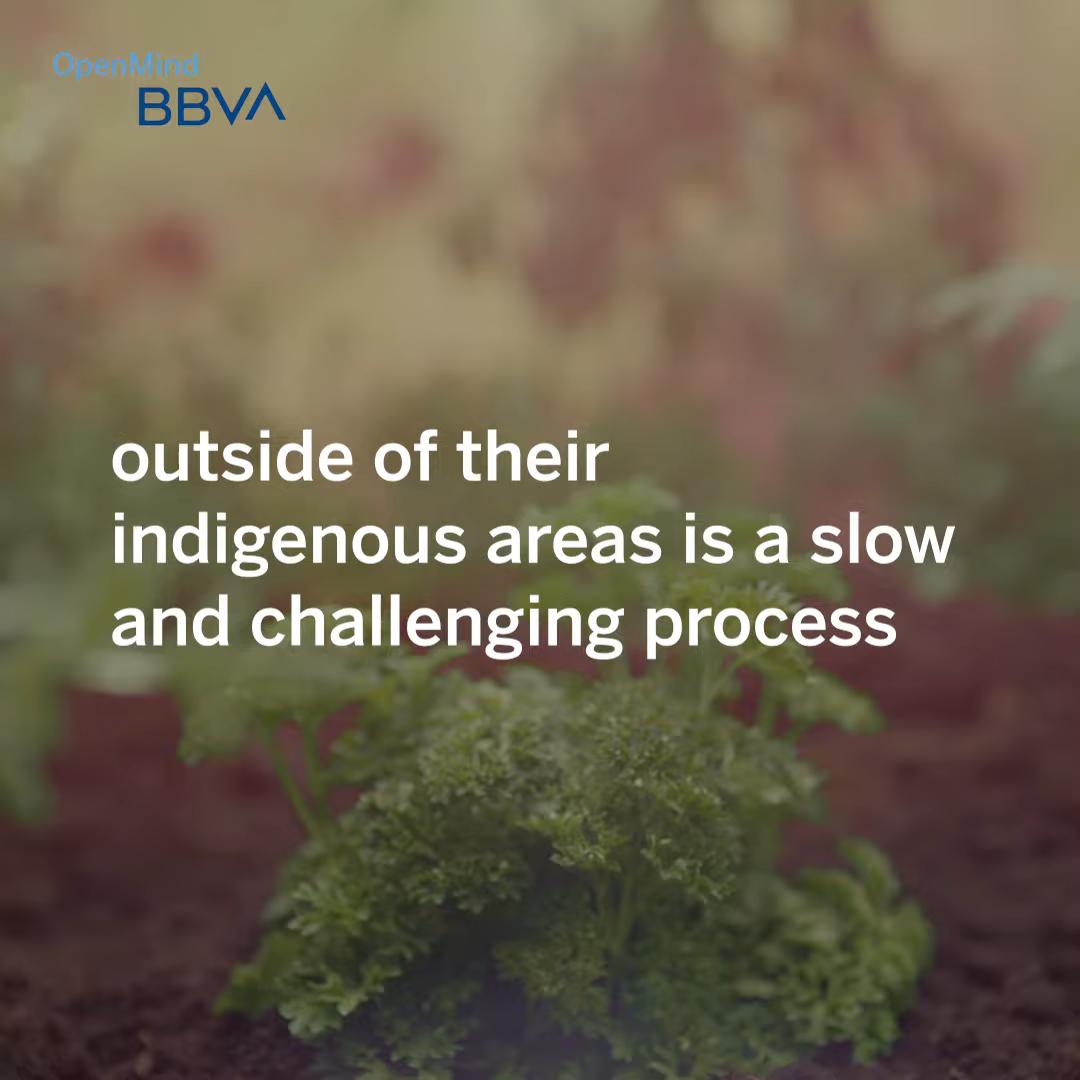 OpenMind
BBVA
outside of their
indigenous areas is a slow
and challenging process